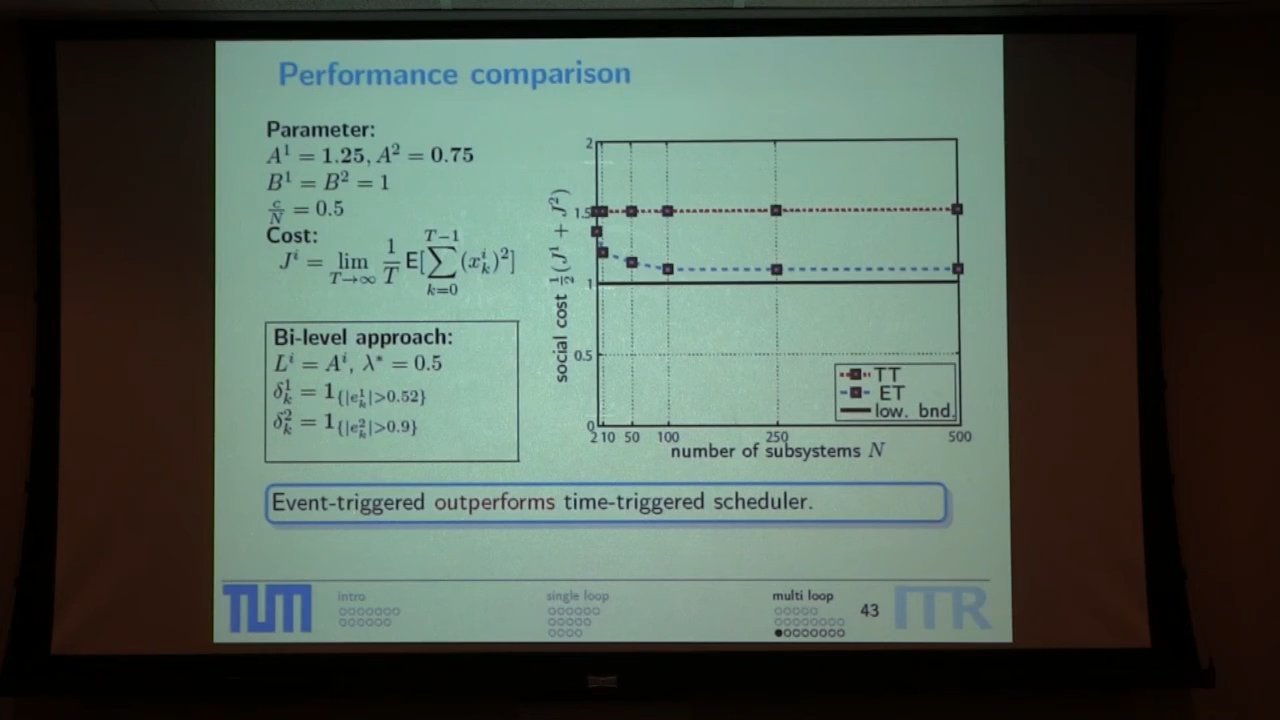 Performance comparison
Parameter:
A¹ = 1.25, A² = 0.75
B¹ = B² = 1
c/N = 0.5
Cost:
Jⁱ = lim_{T→∞} 1/T E[∑_{k=0}^{T−1} (x_k^i)²]
Bi-level approach:
Lⁱ = Aⁱ, λ* = 0.5
δ_k^1 = 1_{{|e_k^1|>0.52}}
δ_k^2 = 1_{{|e_k^2|>0.9}}
social cost ½(J¹ + J²)
2
1.5
1
0.5
0
2 10 50 100 250 500
number of subsystems N
TT
ET
low. bnd.
Event-triggered outperforms time-triggered scheduler.
TUM
intro
single loop
multi loop
43
ITR